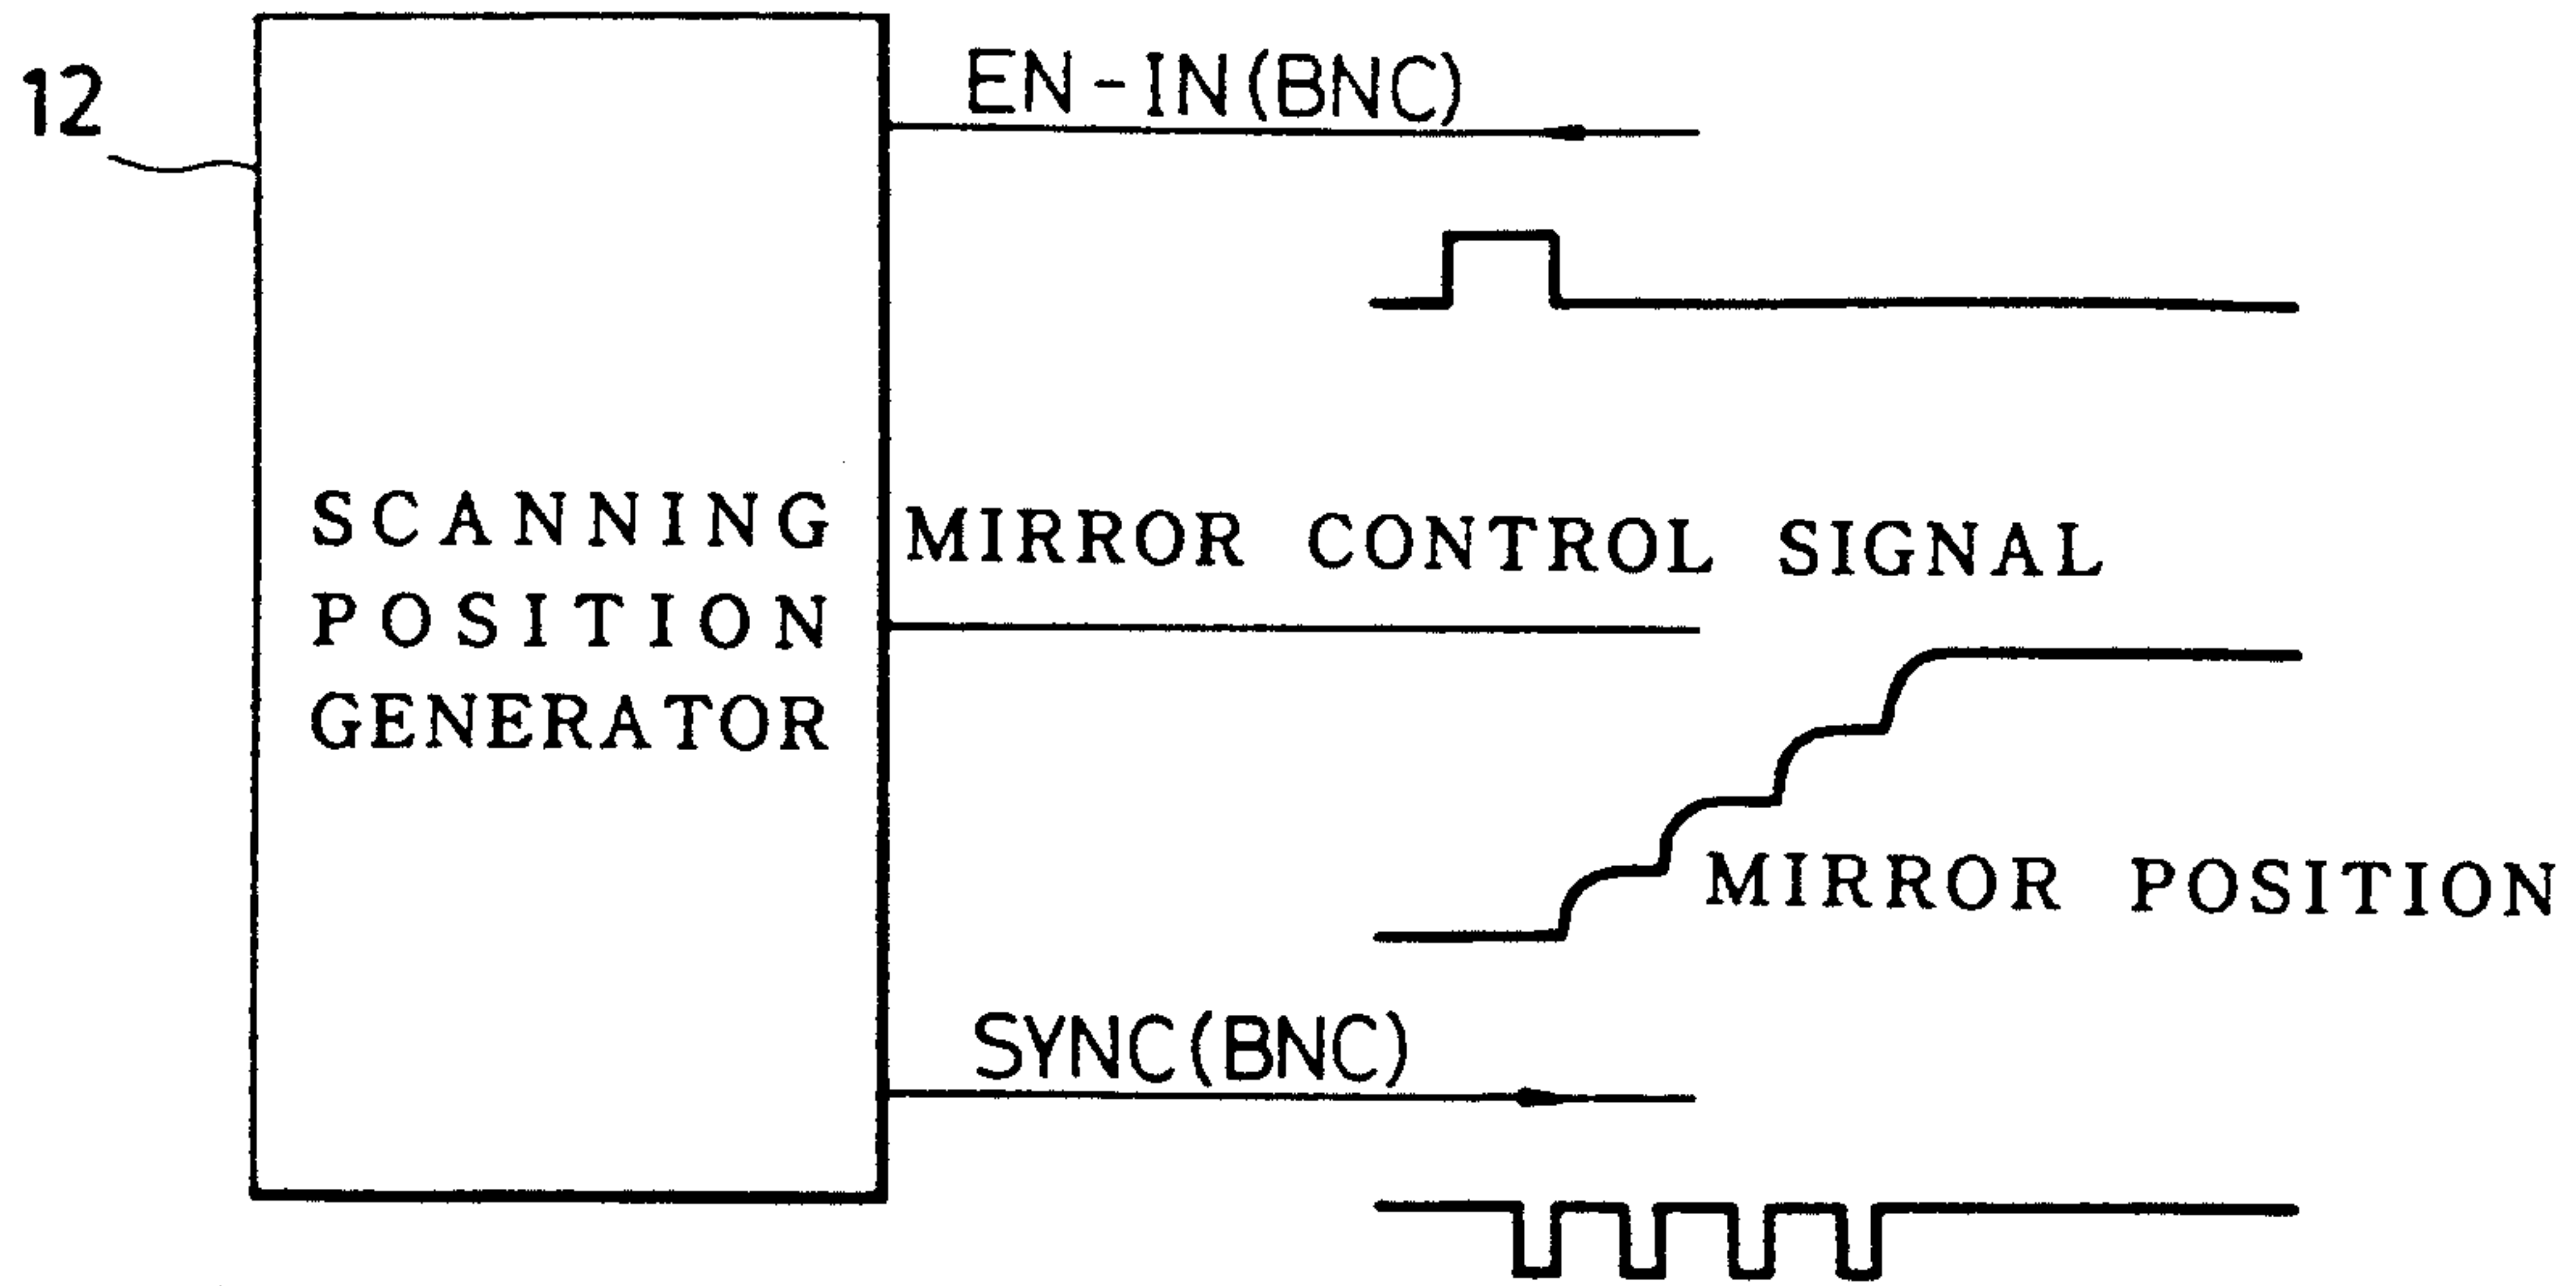 12
EN-IN(BNC)
SCANNING
POSITION
GENERATOR
MIRROR CONTROL SIGNAL
MIRROR POSITION
SYNC(BNC)